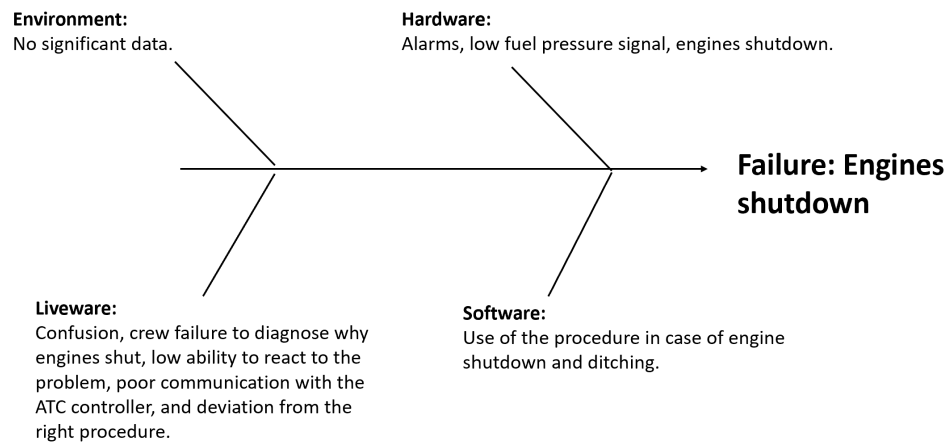 Environment:
No significant data.
Hardware:
Alarms, low fuel pressure signal, engines shutdown.
Failure: Engines
shutdown
Liveware:
Confusion, crew failure to diagnose why
engines shut, low ability to react to the
problem, poor communication with the
ATC controller, and deviation from the
right procedure.
Software:
Use of the procedure in case of engine
shutdown and ditching.